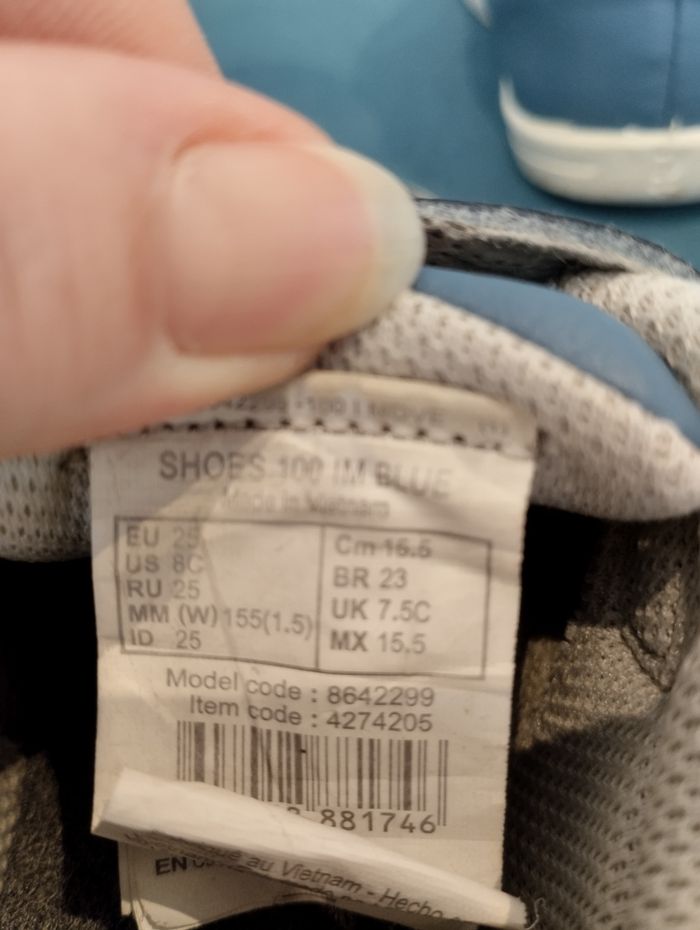 SHOES 100 IM BLUE
Made in Vietnam
EU 25
US 8C
RU 25
MM (W) 155(1.5)
ID 25
Cm 15.5
BR 23
UK 7.5C
MX 15.5
Model code : 8642299
Item code : 4274205
881746
au Vietnam - Hecho
EN